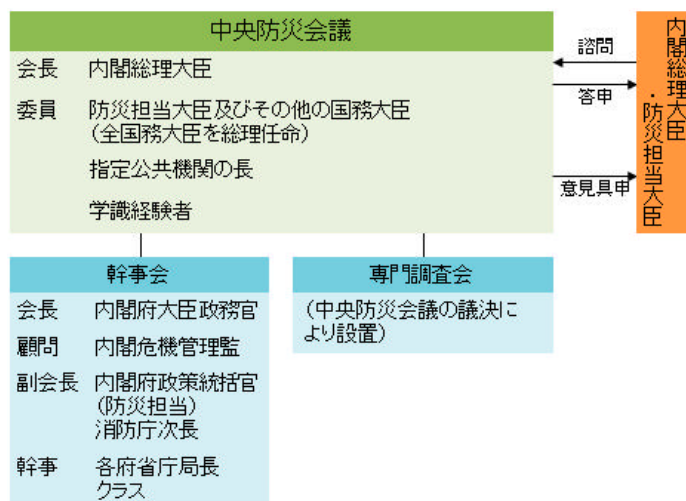 中央防災会議
会長 内閣総理大臣
委員 防災担当大臣及びその他の国務大臣
(全国務大臣を総理任命)
指定公共機関の長
学識経験者
諮問
答申
意見具申
内閣総理大臣
・防災担当大臣
幹事会
会長 内閣府大臣政務官
顧問 内閣危機管理監
副会長 内閣府政策統括官
(防災担当)
消防庁次長
幹事 各府省庁局長
クラス
専門調査会
(中央防災会議の議決に
より設置)